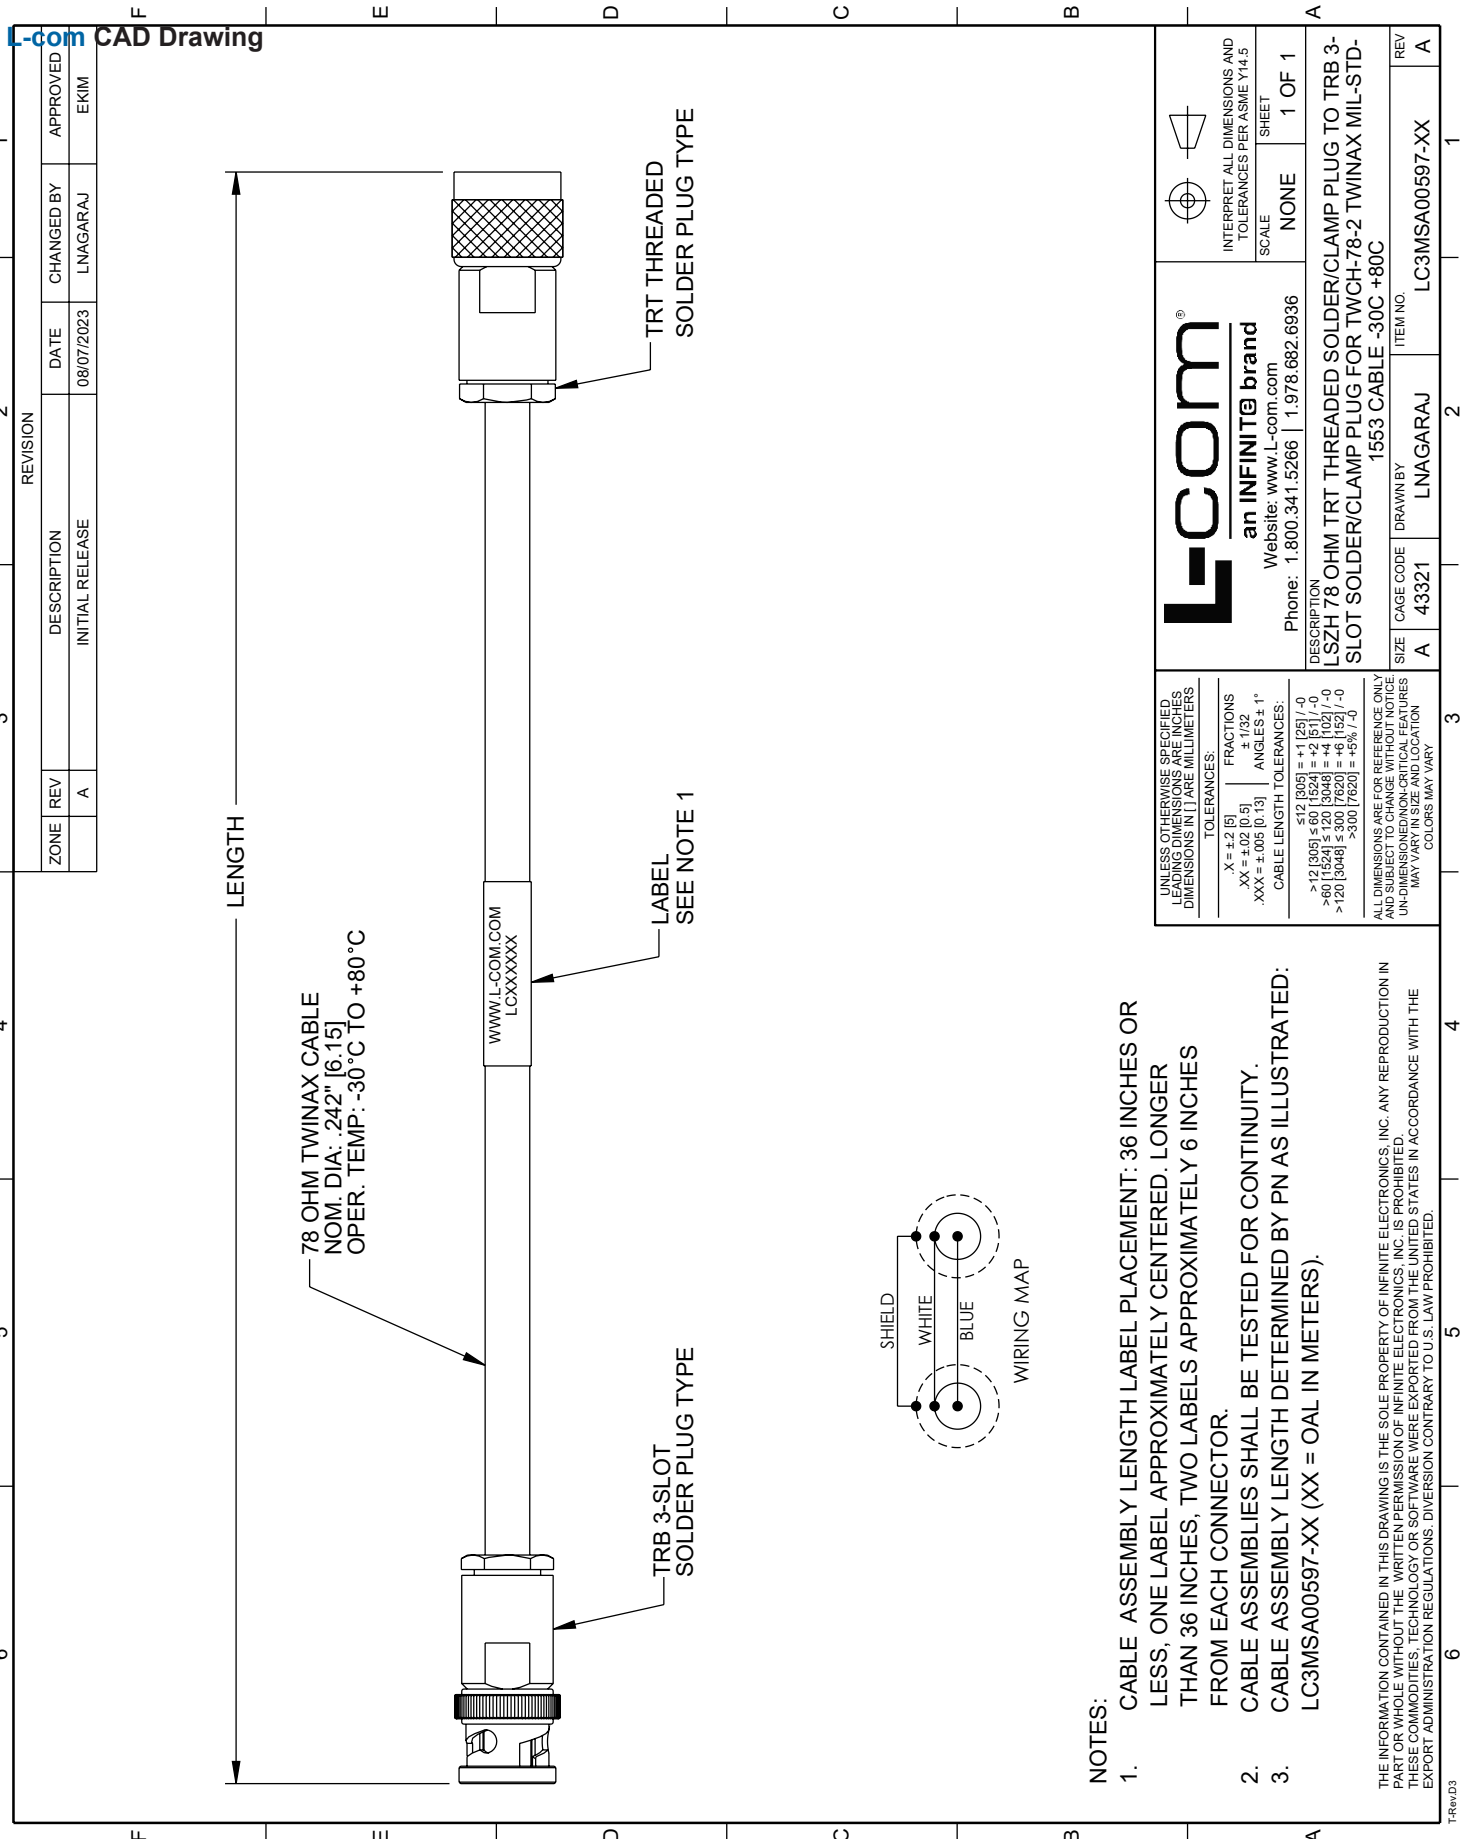 L-com CAD Drawing
REVISION
ZONE REV DESCRIPTION DATE CHANGED BY APPROVED
A INITIAL RELEASE 08/07/2023 LNAGARAJ EKIM
LENGTH
78 OHM TWINAX CABLE
NOM. DIA: .242" [6.15]
OPER. TEMP: -30°C TO +80°C
WWW.L-COM.COM
LCXXXXXX
TRB 3-SLOT
SOLDER PLUG TYPE
LABEL
SEE NOTE 1
TRT THREADED
SOLDER PLUG TYPE
SHIELD
WHITE
BLUE
WIRING MAP
NOTES:
1. CABLE ASSEMBLY LENGTH LABEL PLACEMENT: 36 INCHES OR
LESS, ONE LABEL APPROXIMATELY CENTERED. LONGER
THAN 36 INCHES, TWO LABELS APPROXIMATELY 6 INCHES
FROM EACH CONNECTOR.
2. CABLE ASSEMBLIES SHALL BE TESTED FOR CONTINUITY.
3. CABLE ASSEMBLY LENGTH DETERMINED BY PN AS ILLUSTRATED:
LC3MSA00597-XX (XX = OAL IN METERS).
THE INFORMATION CONTAINED IN THIS DRAWING IS THE SOLE PROPERTY OF INFINITE ELECTRONICS, INC. ANY REPRODUCTION IN
PART OR WHOLE WITHOUT THE WRITTEN PERMISSION OF INFINITE ELECTRONICS, INC. IS PROHIBITED.
THESE COMMODITIES, TECHNOLOGY OR SOFTWARE WERE EXPORTED FROM THE UNITED STATES IN ACCORDANCE WITH THE
EXPORT ADMINISTRATION REGULATIONS. DIVERSION CONTRARY TO U.S. LAW PROHIBITED.
UNLESS OTHERWISE SPECIFIED
LEADING DIMENSIONS ARE INCHES
DIMENSIONS IN [ ] ARE MILLIMETERS
TOLERANCES:
.X = ±.2 [5] FRACTIONS
.XX = ±.02 [0.5] ± 1/32
.XXX = ±.005 [0.13] ANGLES ± 1°
CABLE LENGTH TOLERANCES:
≤12 [305] = +1 [25] / -0
>12 [305] ≤ 60 [1524] = +2 [51] / -0
>60 [1524] ≤ 120 [3048] = +4 [102] / -0
>120 [3048] ≤ 300 [7620] = +6 [152] / -0
>300 [7620] = +5% / -0
ALL DIMENSIONS ARE FOR REFERENCE ONLY
AND SUBJECT TO CHANGE WITHOUT NOTICE.
UN-DIMENSIONED/NON-CRITICAL FEATURES
MAY VARY IN SIZE AND LOCATION
COLORS MAY VARY
L-com®
an INFINITE brand
Website: www.L-com.com
Phone: 1.800.341.5266 | 1.978.682.6936
INTERPRET ALL DIMENSIONS AND
TOLERANCES PER ASME Y14.5
SCALE NONE
SHEET 1 OF 1
DESCRIPTION
LSZH 78 OHM TRT THREADED SOLDER/CLAMP PLUG TO TRB 3-
SLOT SOLDER/CLAMP PLUG FOR TWCH-78-2 TWINAX MIL-STD-
1553 CABLE -30C +80C
SIZE A
CAGE CODE 43321
DRAWN BY LNAGARAJ
ITEM NO. LC3MSA00597-XX
REV A
F E D C B A
F E D C B A
6 5 4 3 2 1
6 5 4 3 2 1
T-Rev.D3